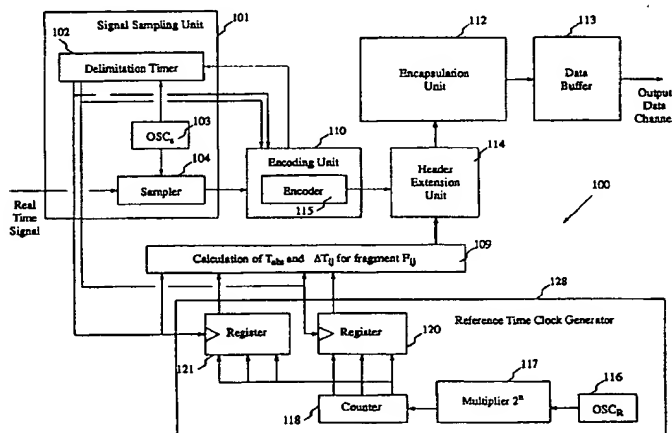 Signal Sampling Unit
101
102
Delimitation Timer
OSCs
103
104
Sampler
Real
Time
Signal
110
Encoding Unit
Encoder
115
112
Encapsulation
Unit
113
Data
Buffer
Output
Data
Channel
114
Header
Extension
Unit
100
109
Calculation of Tabs and ΔTij for fragment Fij
128
Reference Time Clock Generator
Register
121
Register
120
118
Counter
117
Multiplier 2n
116
OSCR